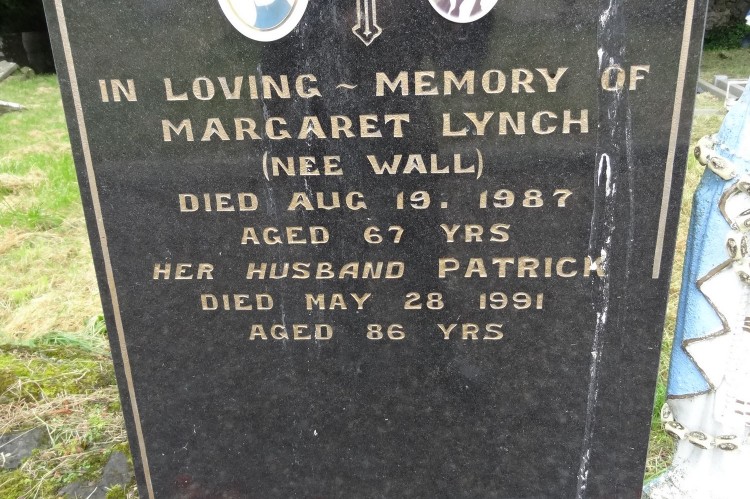 IN LOVING ~ MEMORY OF
MARGARET LYNCH
(NEE WALL)
DIED AUG 19. 1987
AGED 67 YRS
HER HUSBAND PATRICK
DIED MAY 28 1991
AGED 86 YRS